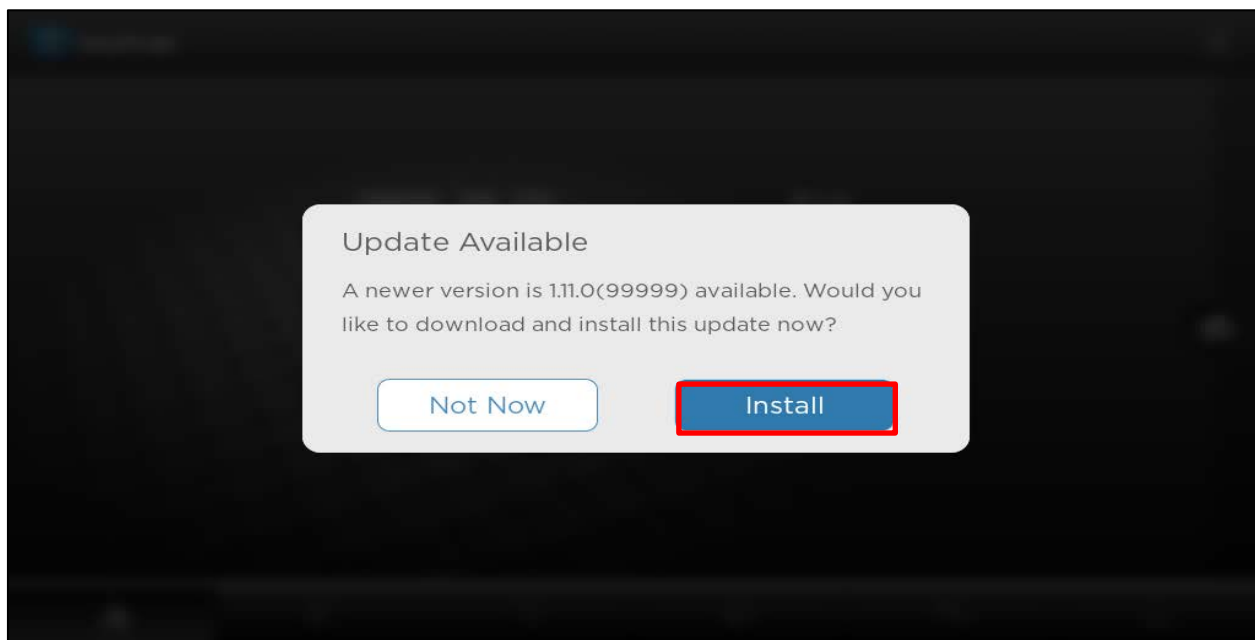 Update Available
A newer version is 1.11.0(99999) available. Would you
like to download and install this update now?
Not Now
Install